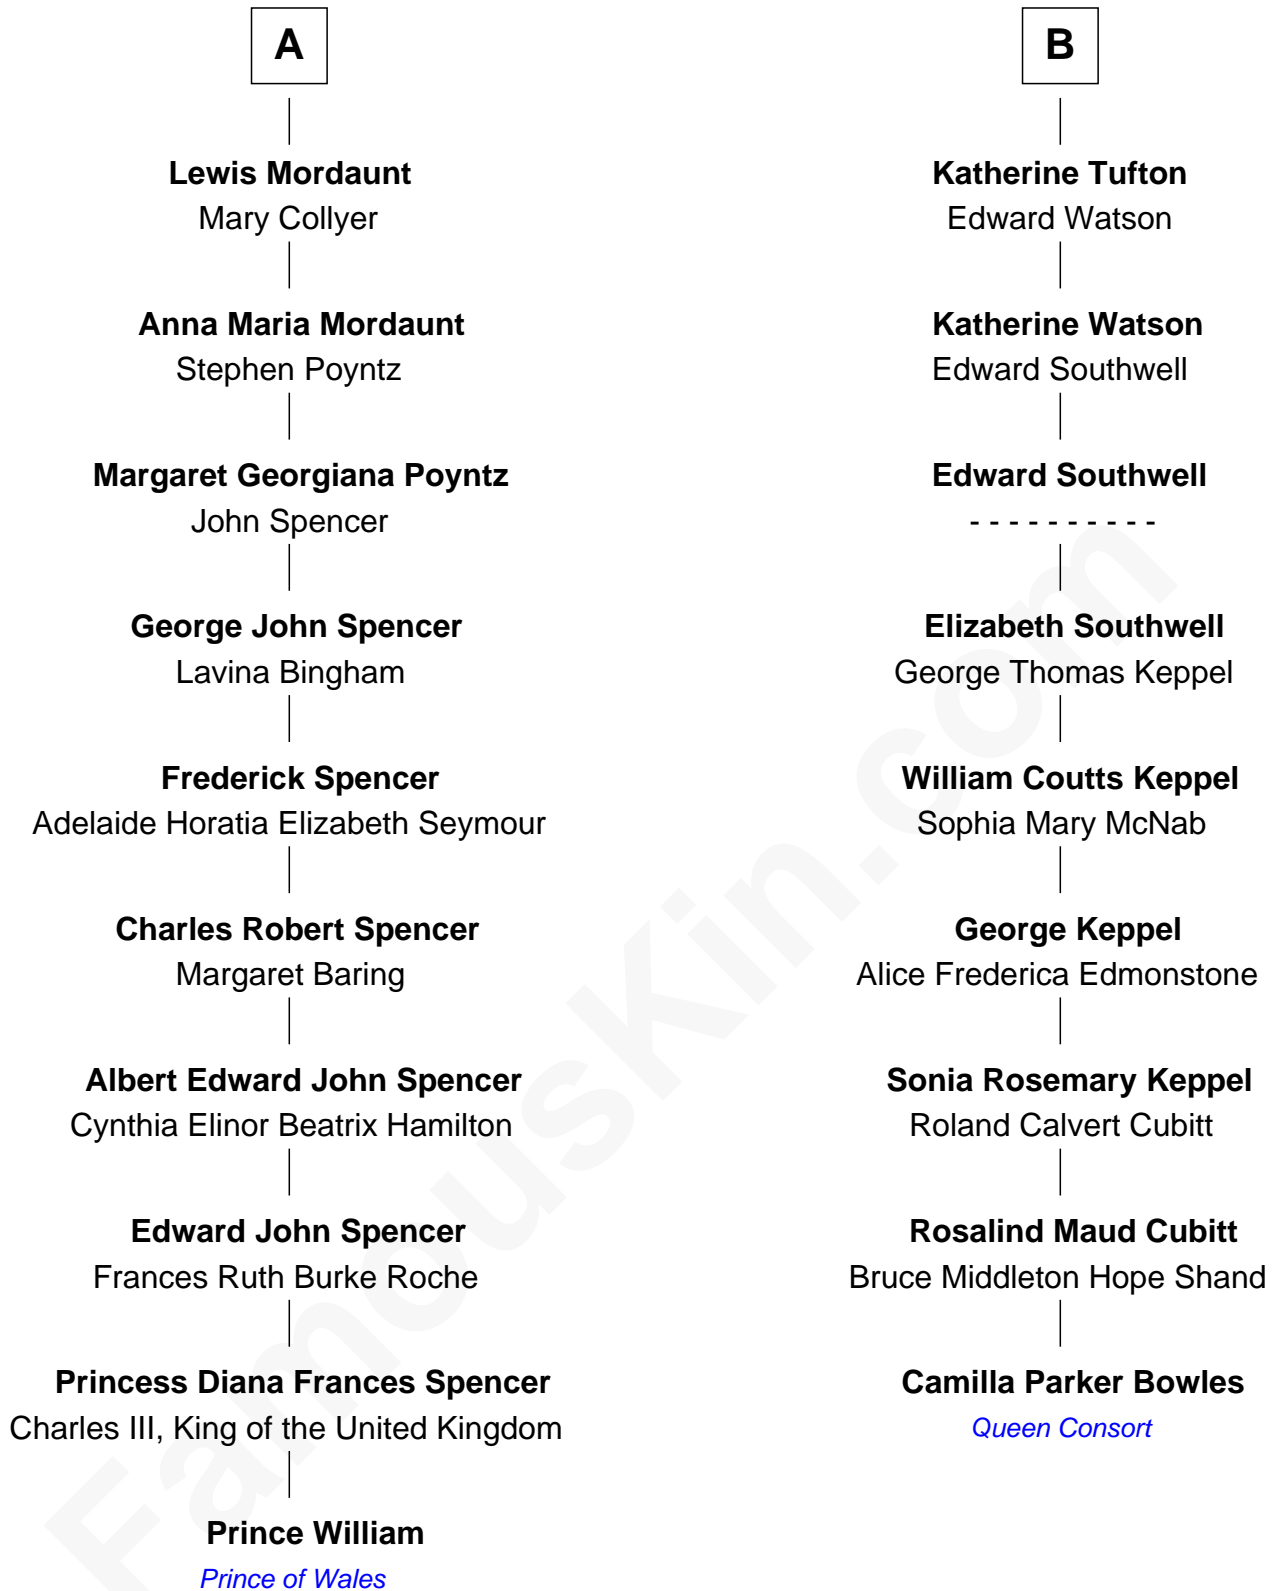 A
Lewis Mordaunt
Mary Collyer
Anna Maria Mordaunt
Stephen Poyntz
Margaret Georgiana Poyntz
John Spencer
George John Spencer
Lavina Bingham
Frederick Spencer
Adelaide Horatia Elizabeth Seymour
Charles Robert Spencer
Margaret Baring
Albert Edward John Spencer
Cynthia Elinor Beatrix Hamilton
Edward John Spencer
Frances Ruth Burke Roche
Princess Diana Frances Spencer
Charles III, King of the United Kingdom
Prince William
Prince of Wales
B
Katherine Tufton
Edward Watson
Katherine Watson
Edward Southwell
Edward Southwell
- - - - - - - - - -
Elizabeth Southwell
George Thomas Keppel
William Coutts Keppel
Sophia Mary McNab
George Keppel
Alice Frederica Edmonstone
Sonia Rosemary Keppel
Roland Calvert Cubitt
Rosalind Maud Cubitt
Bruce Middleton Hope Shand
Camilla Parker Bowles
Queen Consort
FamousKin.com